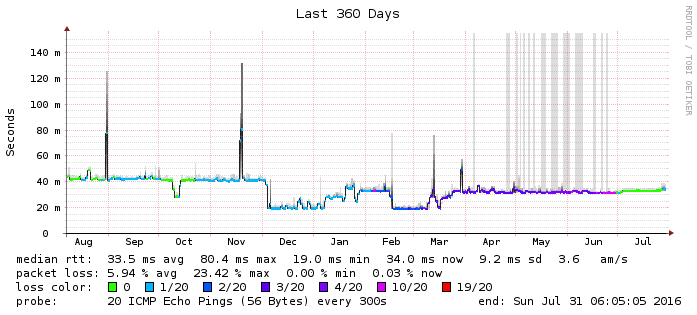 Last 360 Days
RRDTOOL / TOBI OETIKER
Seconds
140 m
120 m
100 m
80 m
60 m
40 m
20 m
0
Aug Sep Oct Nov Dec Jan Feb Mar Apr May Jun Jul
median rtt: 33.5 ms avg 80.4 ms max 19.0 ms min 34.0 ms now 9.2 ms sd 3.6 am/s
packet loss: 5.94 % avg 23.42 % max 0.00 % min 0.03 % now
loss color: 0 1/20 2/20 3/20 4/20 10/20 19/20
probe: 20 ICMP Echo Pings (56 Bytes) every 300s end: Sun Jul 31 06:05:05 2016